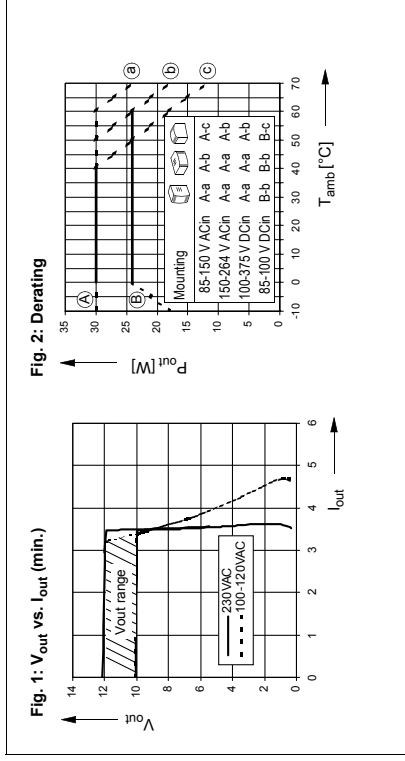 Fig. 1: Vout vs. Iout (min.)
Vout
14
12
10
8
6
4
2
0
Vout range
230VAC
100-120VAC
0 1 2 3 4 5 6
Iout
Fig. 2: Derating
Pout [W]
35
30
25
20
15
10
5
0
A
B
a
b
c
Mounting
85-150 V ACin A-a A-b A-c
150-264 V ACin A-a A-a A-b
100-375 V DCin A-a A-a A-b
85-100 V DCin B-b B-b B-c
-10 0 10 20 30 40 50 60 70
Tamb [°C]